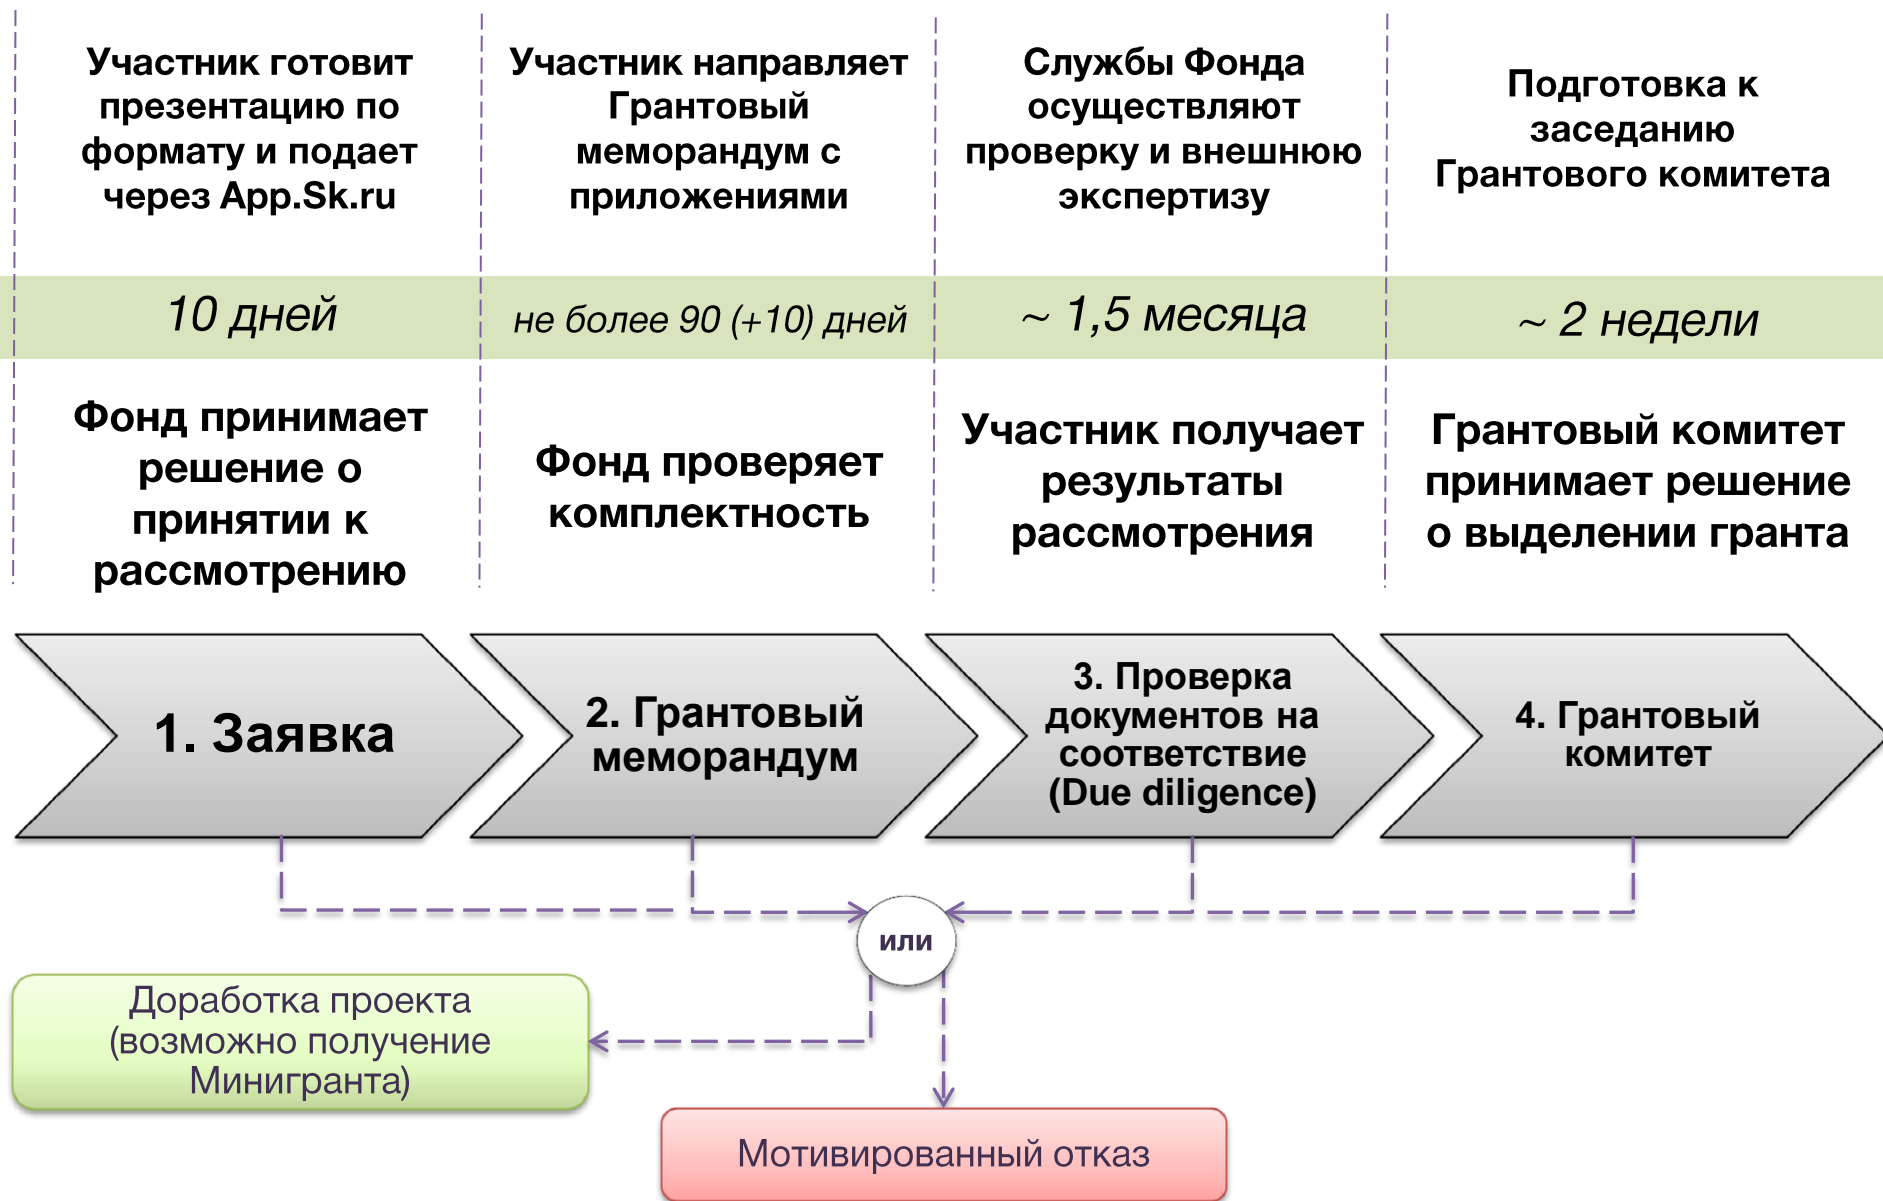 Участник готовит
презентацию по
формату и подает
через App.Sk.ru
Участник направляет
Грантовый
меморандум с
приложениями
Службы Фонда
осуществляют
проверку и внешнюю
экспертизу
Подготовка к
заседанию
Грантового комитета
10 дней
не более 90 (+10) дней
~ 1,5 месяца
~ 2 недели
Фонд принимает
решение о
принятии к
рассмотрению
Фонд проверяет
комплектность
Участник получает
результаты
рассмотрения
Грантовый комитет
принимает решение
о выделении гранта
1. Заявка
2. Грантовый
меморандум
3. Проверка
документов на
соответствие
(Due diligence)
4. Грантовый
комитет
или
Доработка проекта
(возможно получение
Минигранта)
Мотивированный отказ